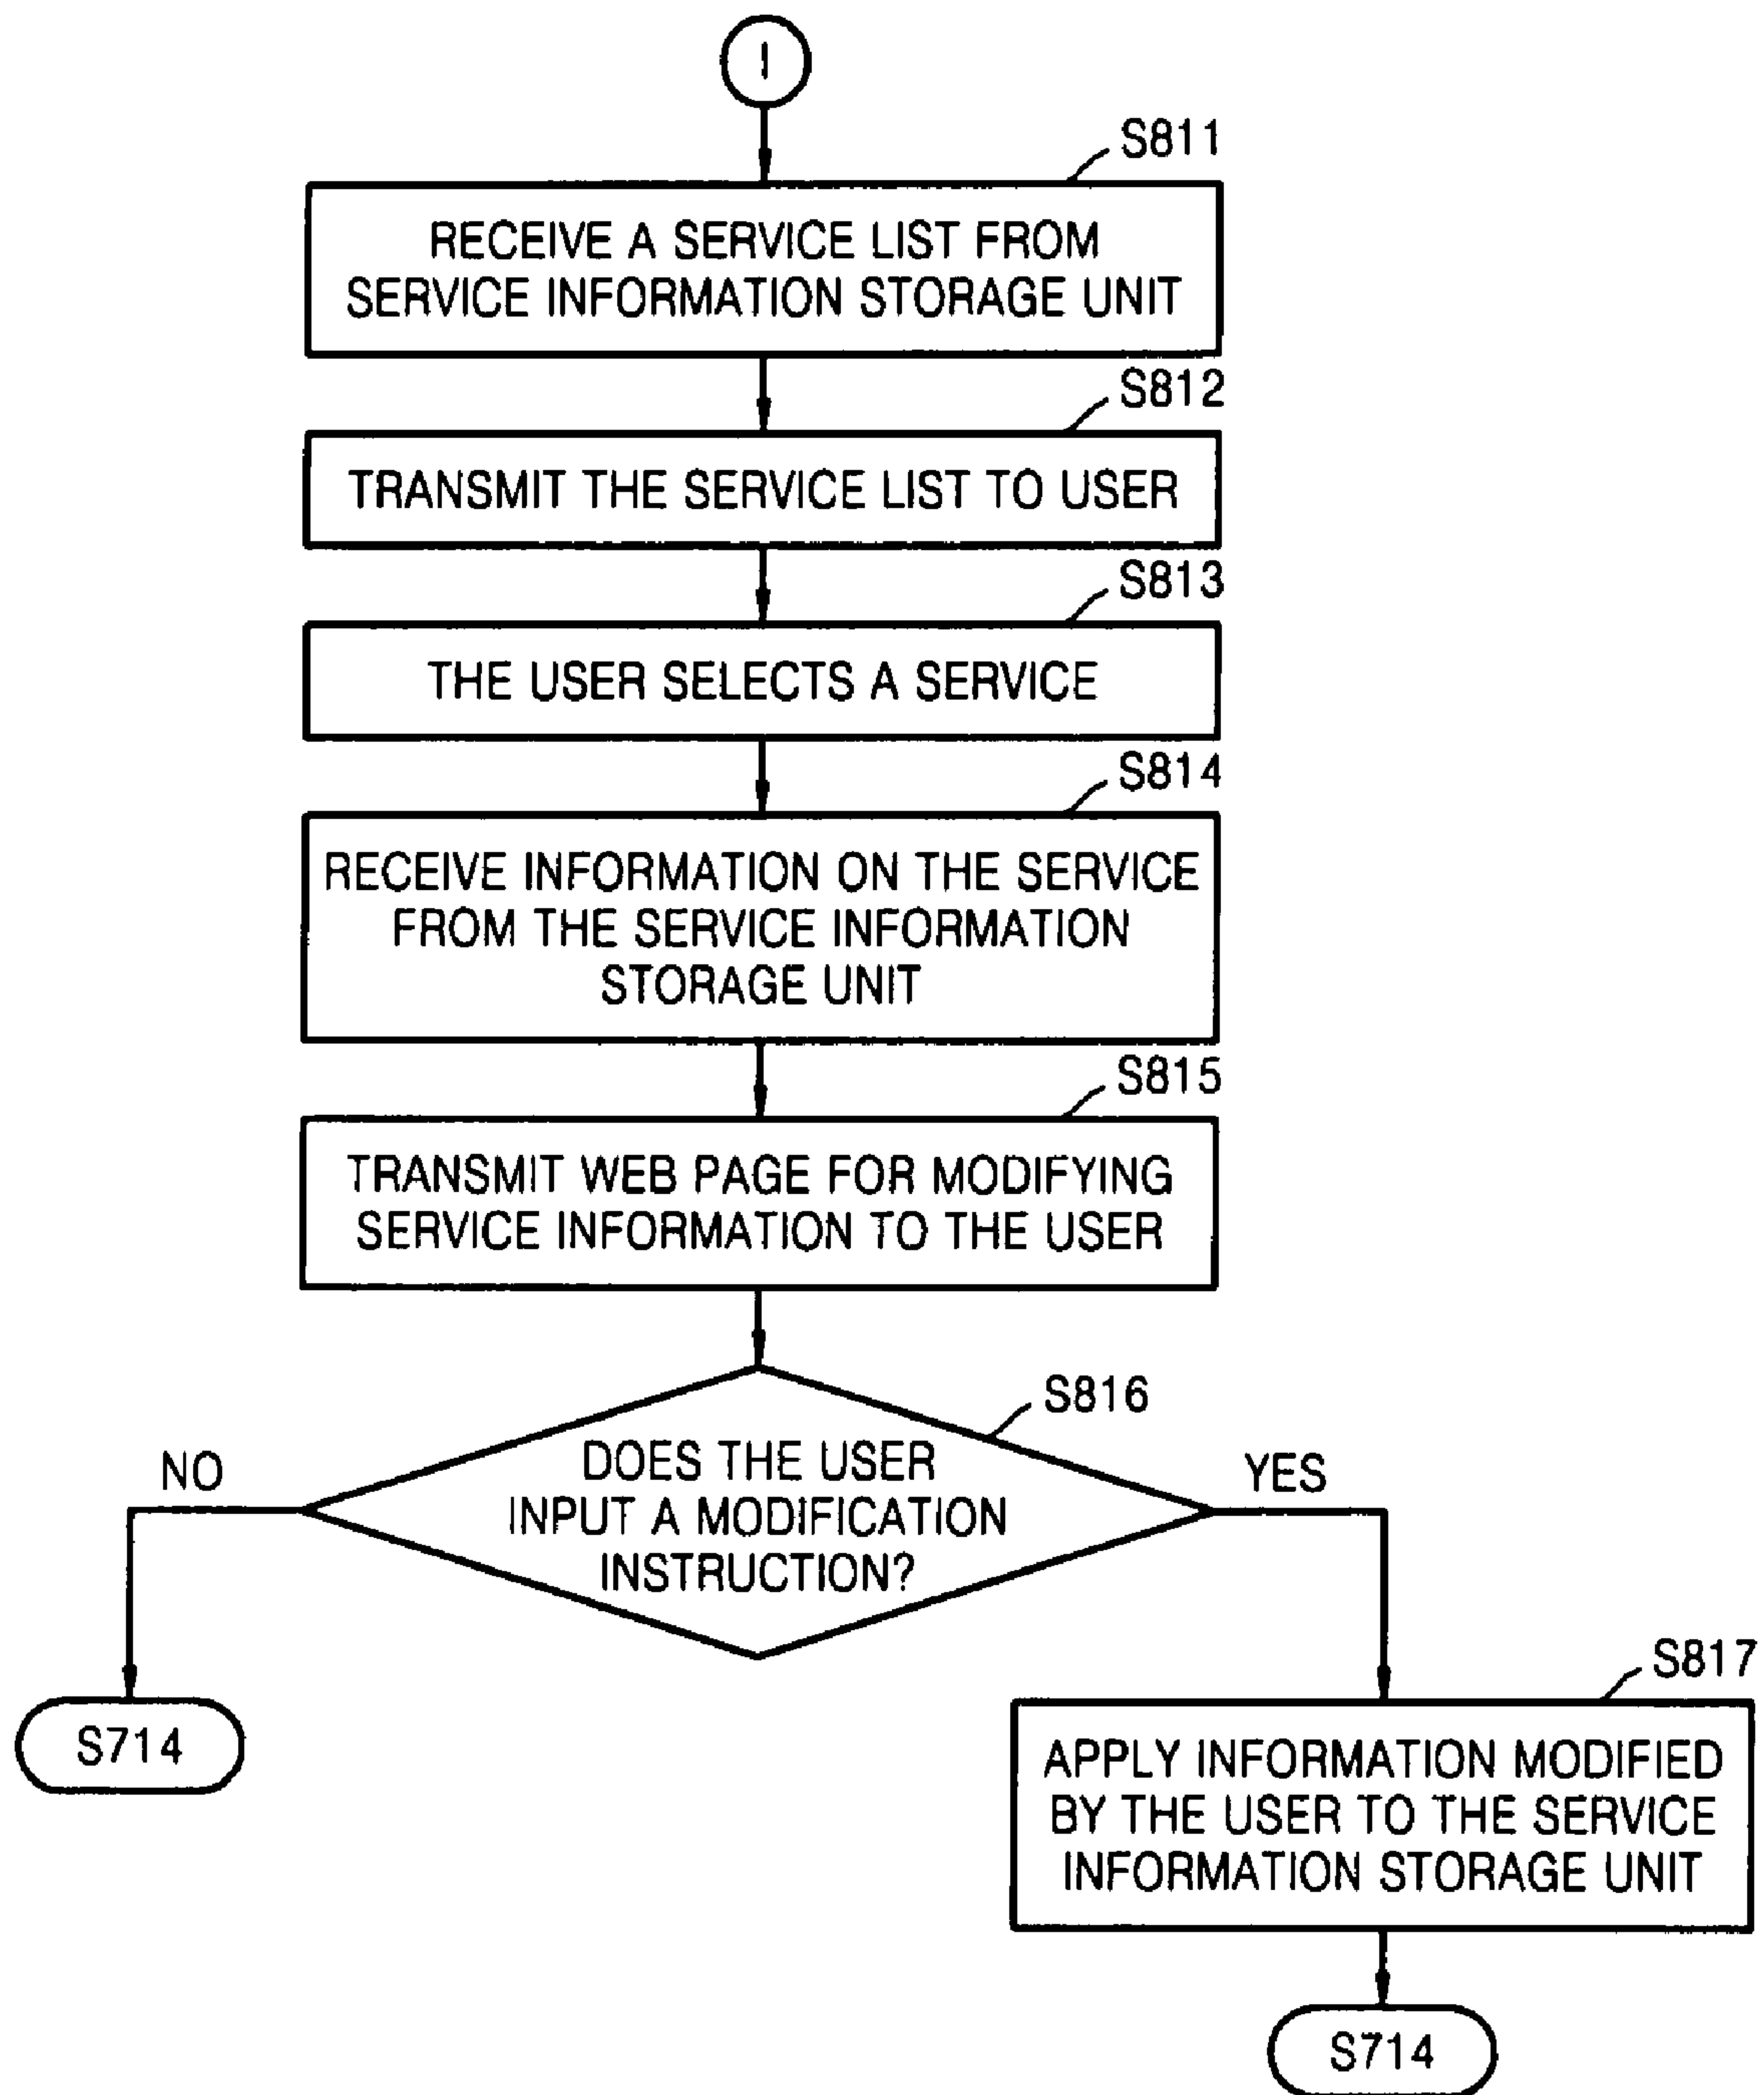 I
S811
RECEIVE A SERVICE LIST FROM
SERVICE INFORMATION STORAGE UNIT
S812
TRANSMIT THE SERVICE LIST TO USER
S813
THE USER SELECTS A SERVICE
S814
RECEIVE INFORMATION ON THE SERVICE
FROM THE SERVICE INFORMATION
STORAGE UNIT
S815
TRANSMIT WEB PAGE FOR MODIFYING
SERVICE INFORMATION TO THE USER
S816
DOES THE USER
INPUT A MODIFICATION
INSTRUCTION?
NO
YES
S714
S817
APPLY INFORMATION MODIFIED
BY THE USER TO THE SERVICE
INFORMATION STORAGE UNIT
S714